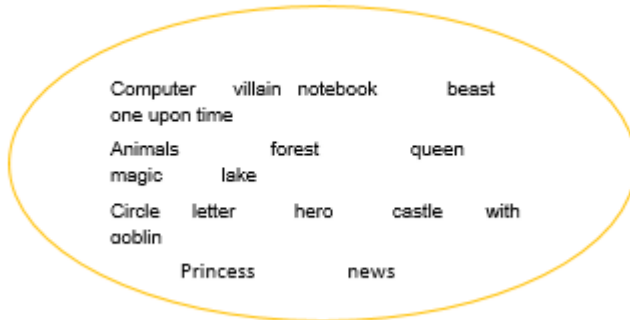 Computer villain notebook beast
one upon time
Animals forest queen
magic lake
Circle letter hero castle with
goblin
Princess news